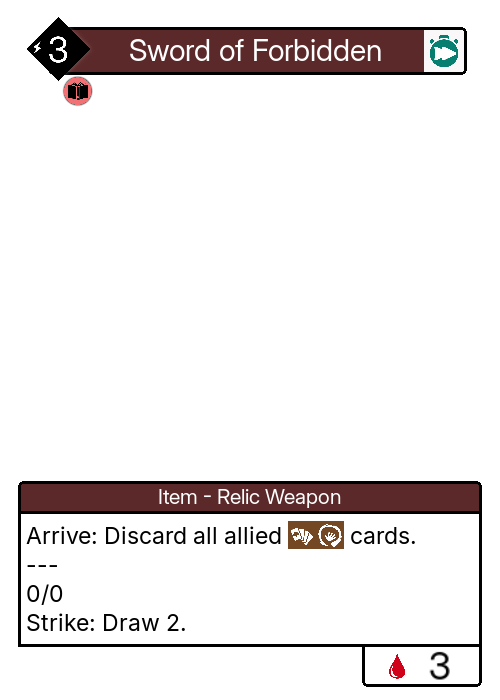 3
Sword of Forbidden
Item - Relic Weapon
Arrive: Discard all allied cards.
---
0/0
Strike: Draw 2.
3